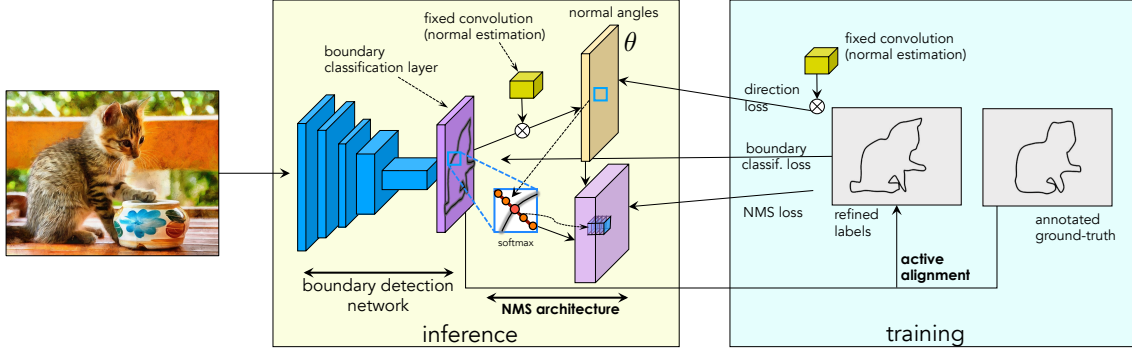 fixed convolution
(normal estimation)
normal angles
θ
boundary
classification layer
softmax
boundary detection
network
NMS architecture
inference
fixed convolution
(normal estimation)
direction
loss
boundary
classif. loss
NMS loss
refined
labels
annotated
ground-truth
active
alignment
training